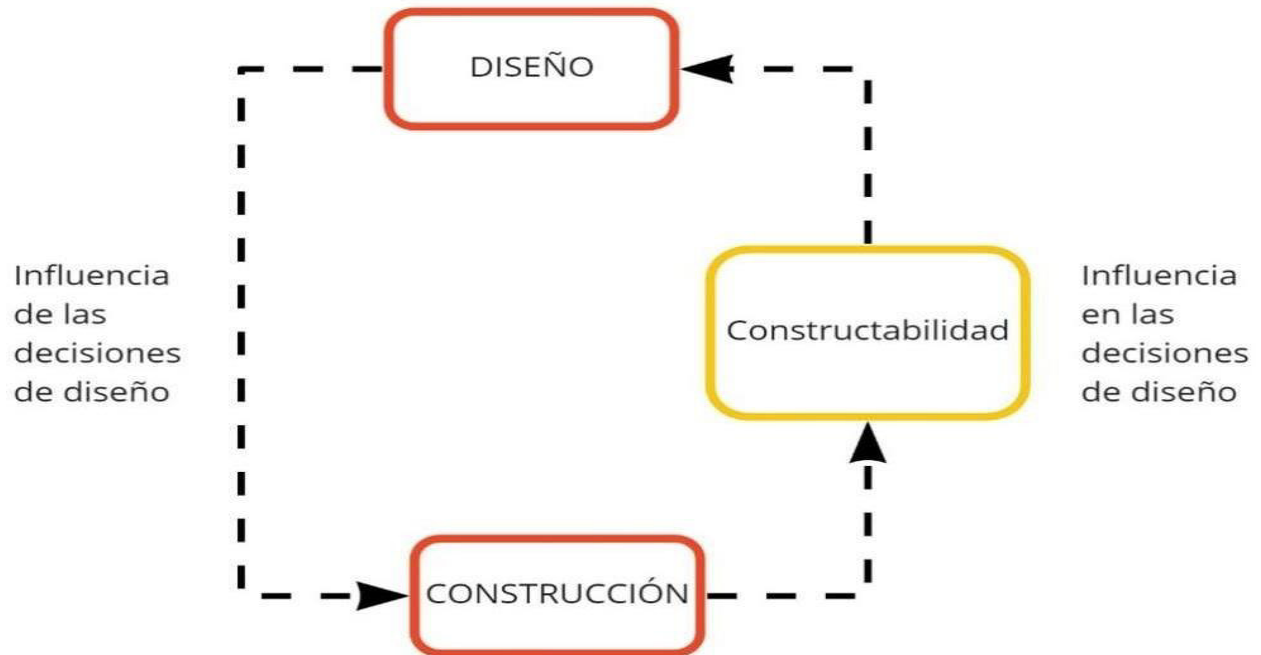 DISEÑO
Influencia
de las
decisiones
de diseño
Constructabilidad
Influencia
en las
decisiones
de diseño
CONSTRUCCIÓN